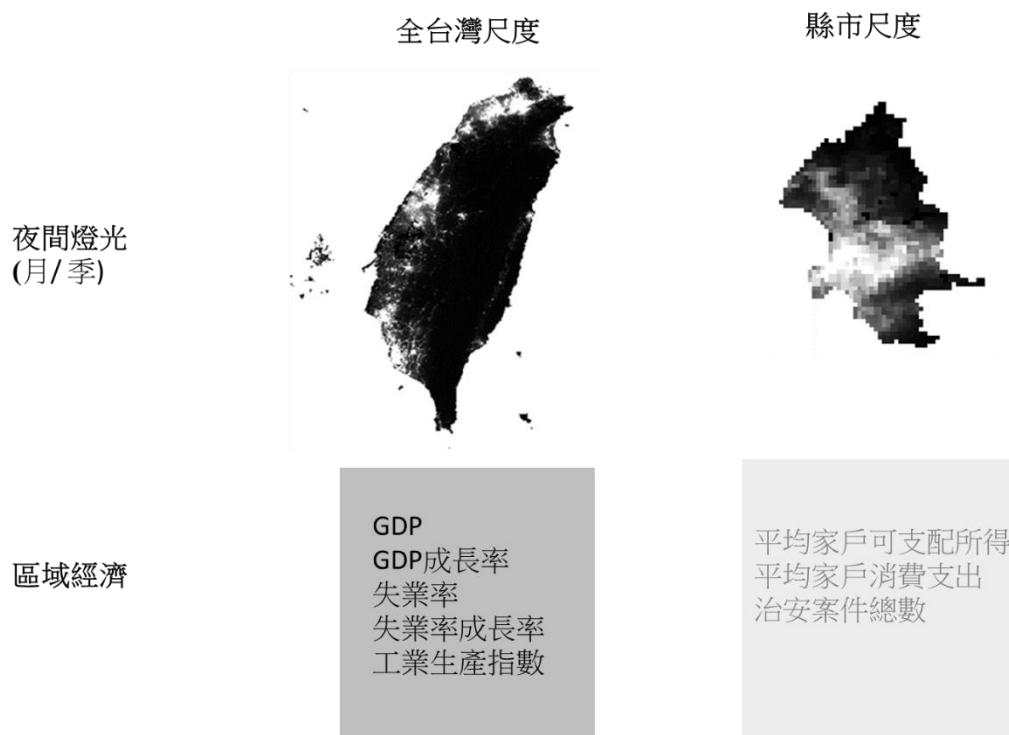 全台灣尺度
縣市尺度
夜間燈光
(月/ 季)
區域經濟
GDP
GDP成長率
失業率
失業率成長率
工業生產指數
平均家戶可支配所得
平均家戶消費支出
治安案件總數